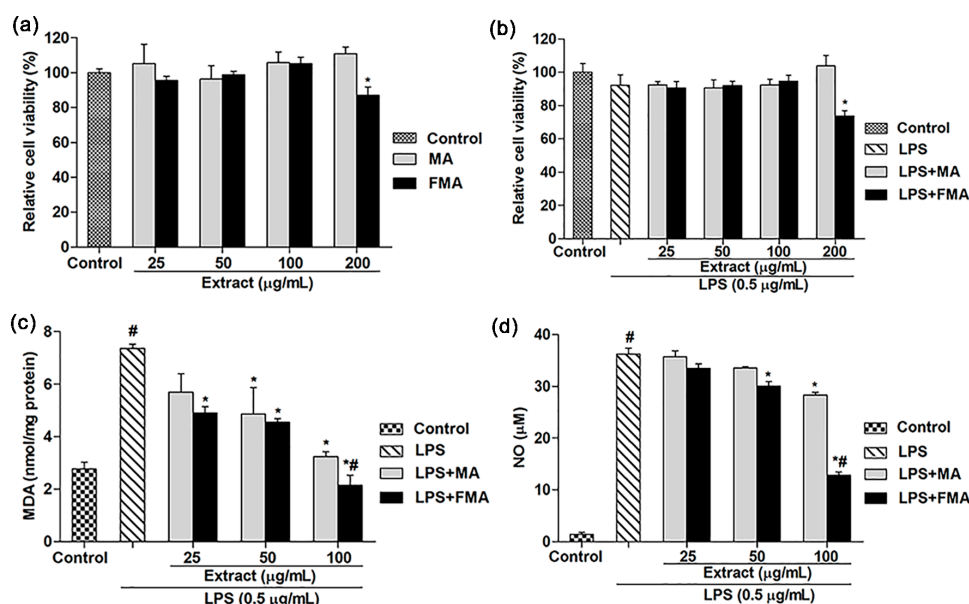 (a)
Relative cell viability (%)
120
100
80
60
40
20
0
*
Control
25
50
100
200
Extract (μg/mL)
Control
MA
FMA
(b)
Relative cell viability (%)
120
100
80
60
40
20
0
*
Control
25
50
100
200
Extract (μg/mL)
LPS (0.5 μg/mL)
Control
LPS
LPS+MA
LPS+FMA
(c)
MDA (nmol/mg protein)
8
6
4
2
0
#
*
*
*
*
*#
Control
25
50
100
Extract (μg/mL)
LPS (0.5 μg/mL)
Control
LPS
LPS+MA
LPS+FMA
(d)
NO (μM)
40
30
20
10
0
#
*
*
*#
Control
25
50
100
Extract (μg/mL)
LPS (0.5 μg/mL)
Control
LPS
LPS+MA
LPS+FMA